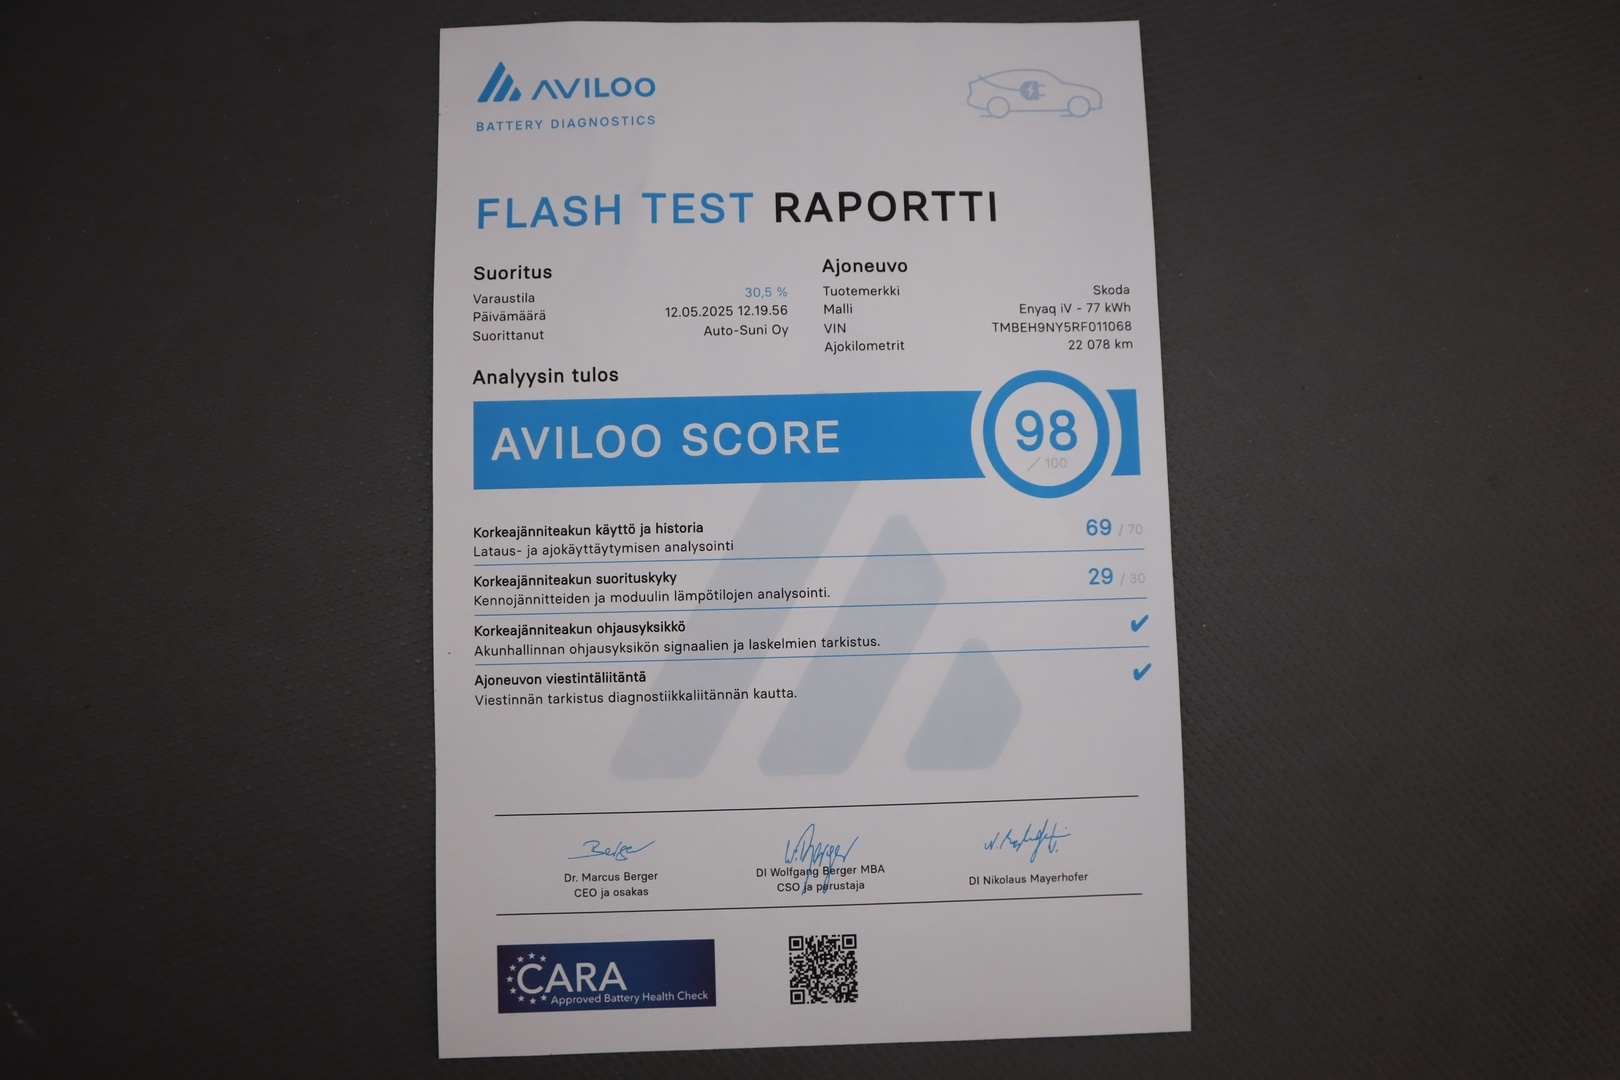 AVILOO
BATTERY DIAGNOSTICS
FLASH TEST RAPORTTI
Suoritus
Varaustila 30,5 %
Päivämäärä 12.05.2025 12.19.56
Suorittanut Auto-Suni Oy
Ajoneuvo
Tuotemerkki Skoda
Malli Enyaq iV - 77 kWh
VIN TMBEH9NY5RF011068
Ajokilometrit 22 078 km
Analyysin tulos
AVILOO SCORE 98 / 100
Korkeajänniteakun käyttö ja historia 69 / 70
Lataus- ja ajokäyttäytymisen analysointi
Korkeajänniteakun suorituskyky 29 / 30
Kennojännitteiden ja moduulin lämpötilojen analysointi.
Korkeajänniteakun ohjausyksikkö ✔
Akunhallinnan ohjausyksikön signaalien ja laskelmien tarkistus.
Ajoneuvon viestintäliitäntä ✔
Viestinnän tarkistus diagnostiikkaliitännän kautta.
Berger
Dr. Marcus Berger
CEO ja osakas
W. Berger
DI Wolfgang Berger MBA
CSO ja perustaja
DI Nikolaus Mayerhofer
CARA
Approved Battery Health Check